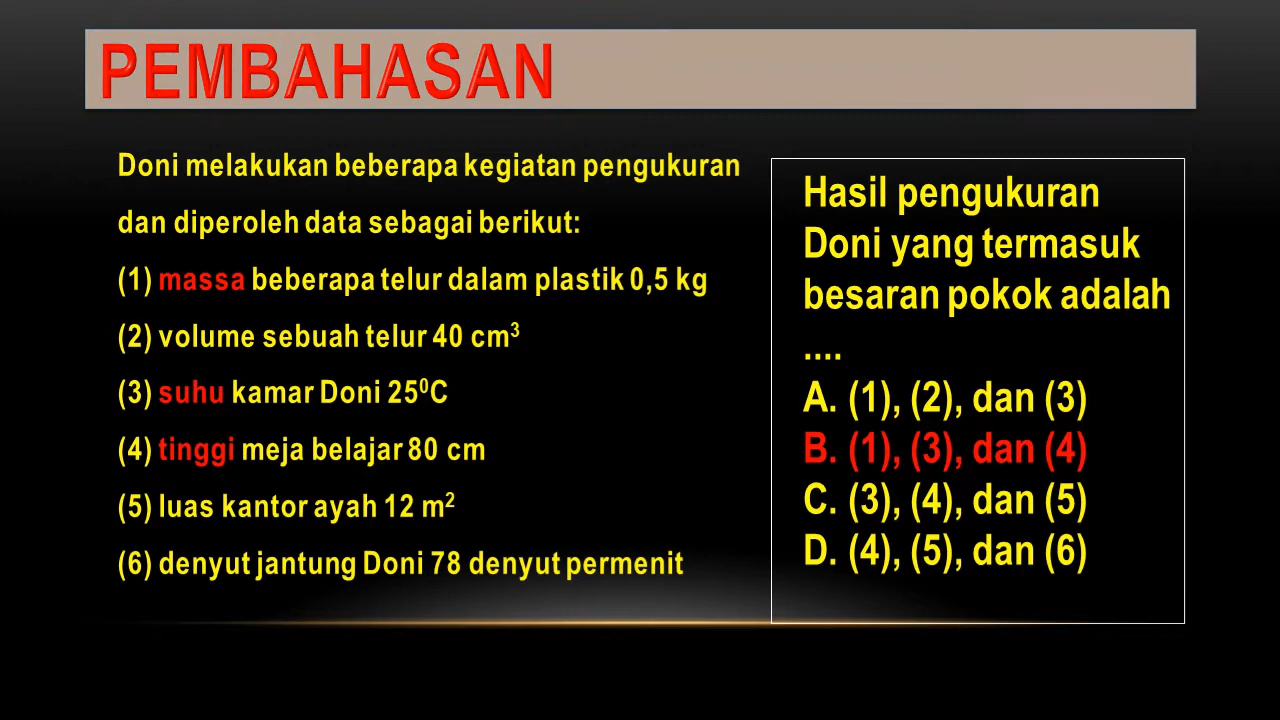 PEMBAHASAN
Doni melakukan beberapa kegiatan pengukuran
dan diperoleh data sebagai berikut:
(1) massa beberapa telur dalam plastik 0,5 kg
(2) volume sebuah telur 40 cm³
(3) suhu kamar Doni 25⁰C
(4) tinggi meja belajar 80 cm
(5) luas kantor ayah 12 m²
(6) denyut jantung Doni 78 denyut permenit
Hasil pengukuran
Doni yang termasuk
besaran pokok adalah
....
A. (1), (2), dan (3)
B. (1), (3), dan (4)
C. (3), (4), dan (5)
D. (4), (5), dan (6)